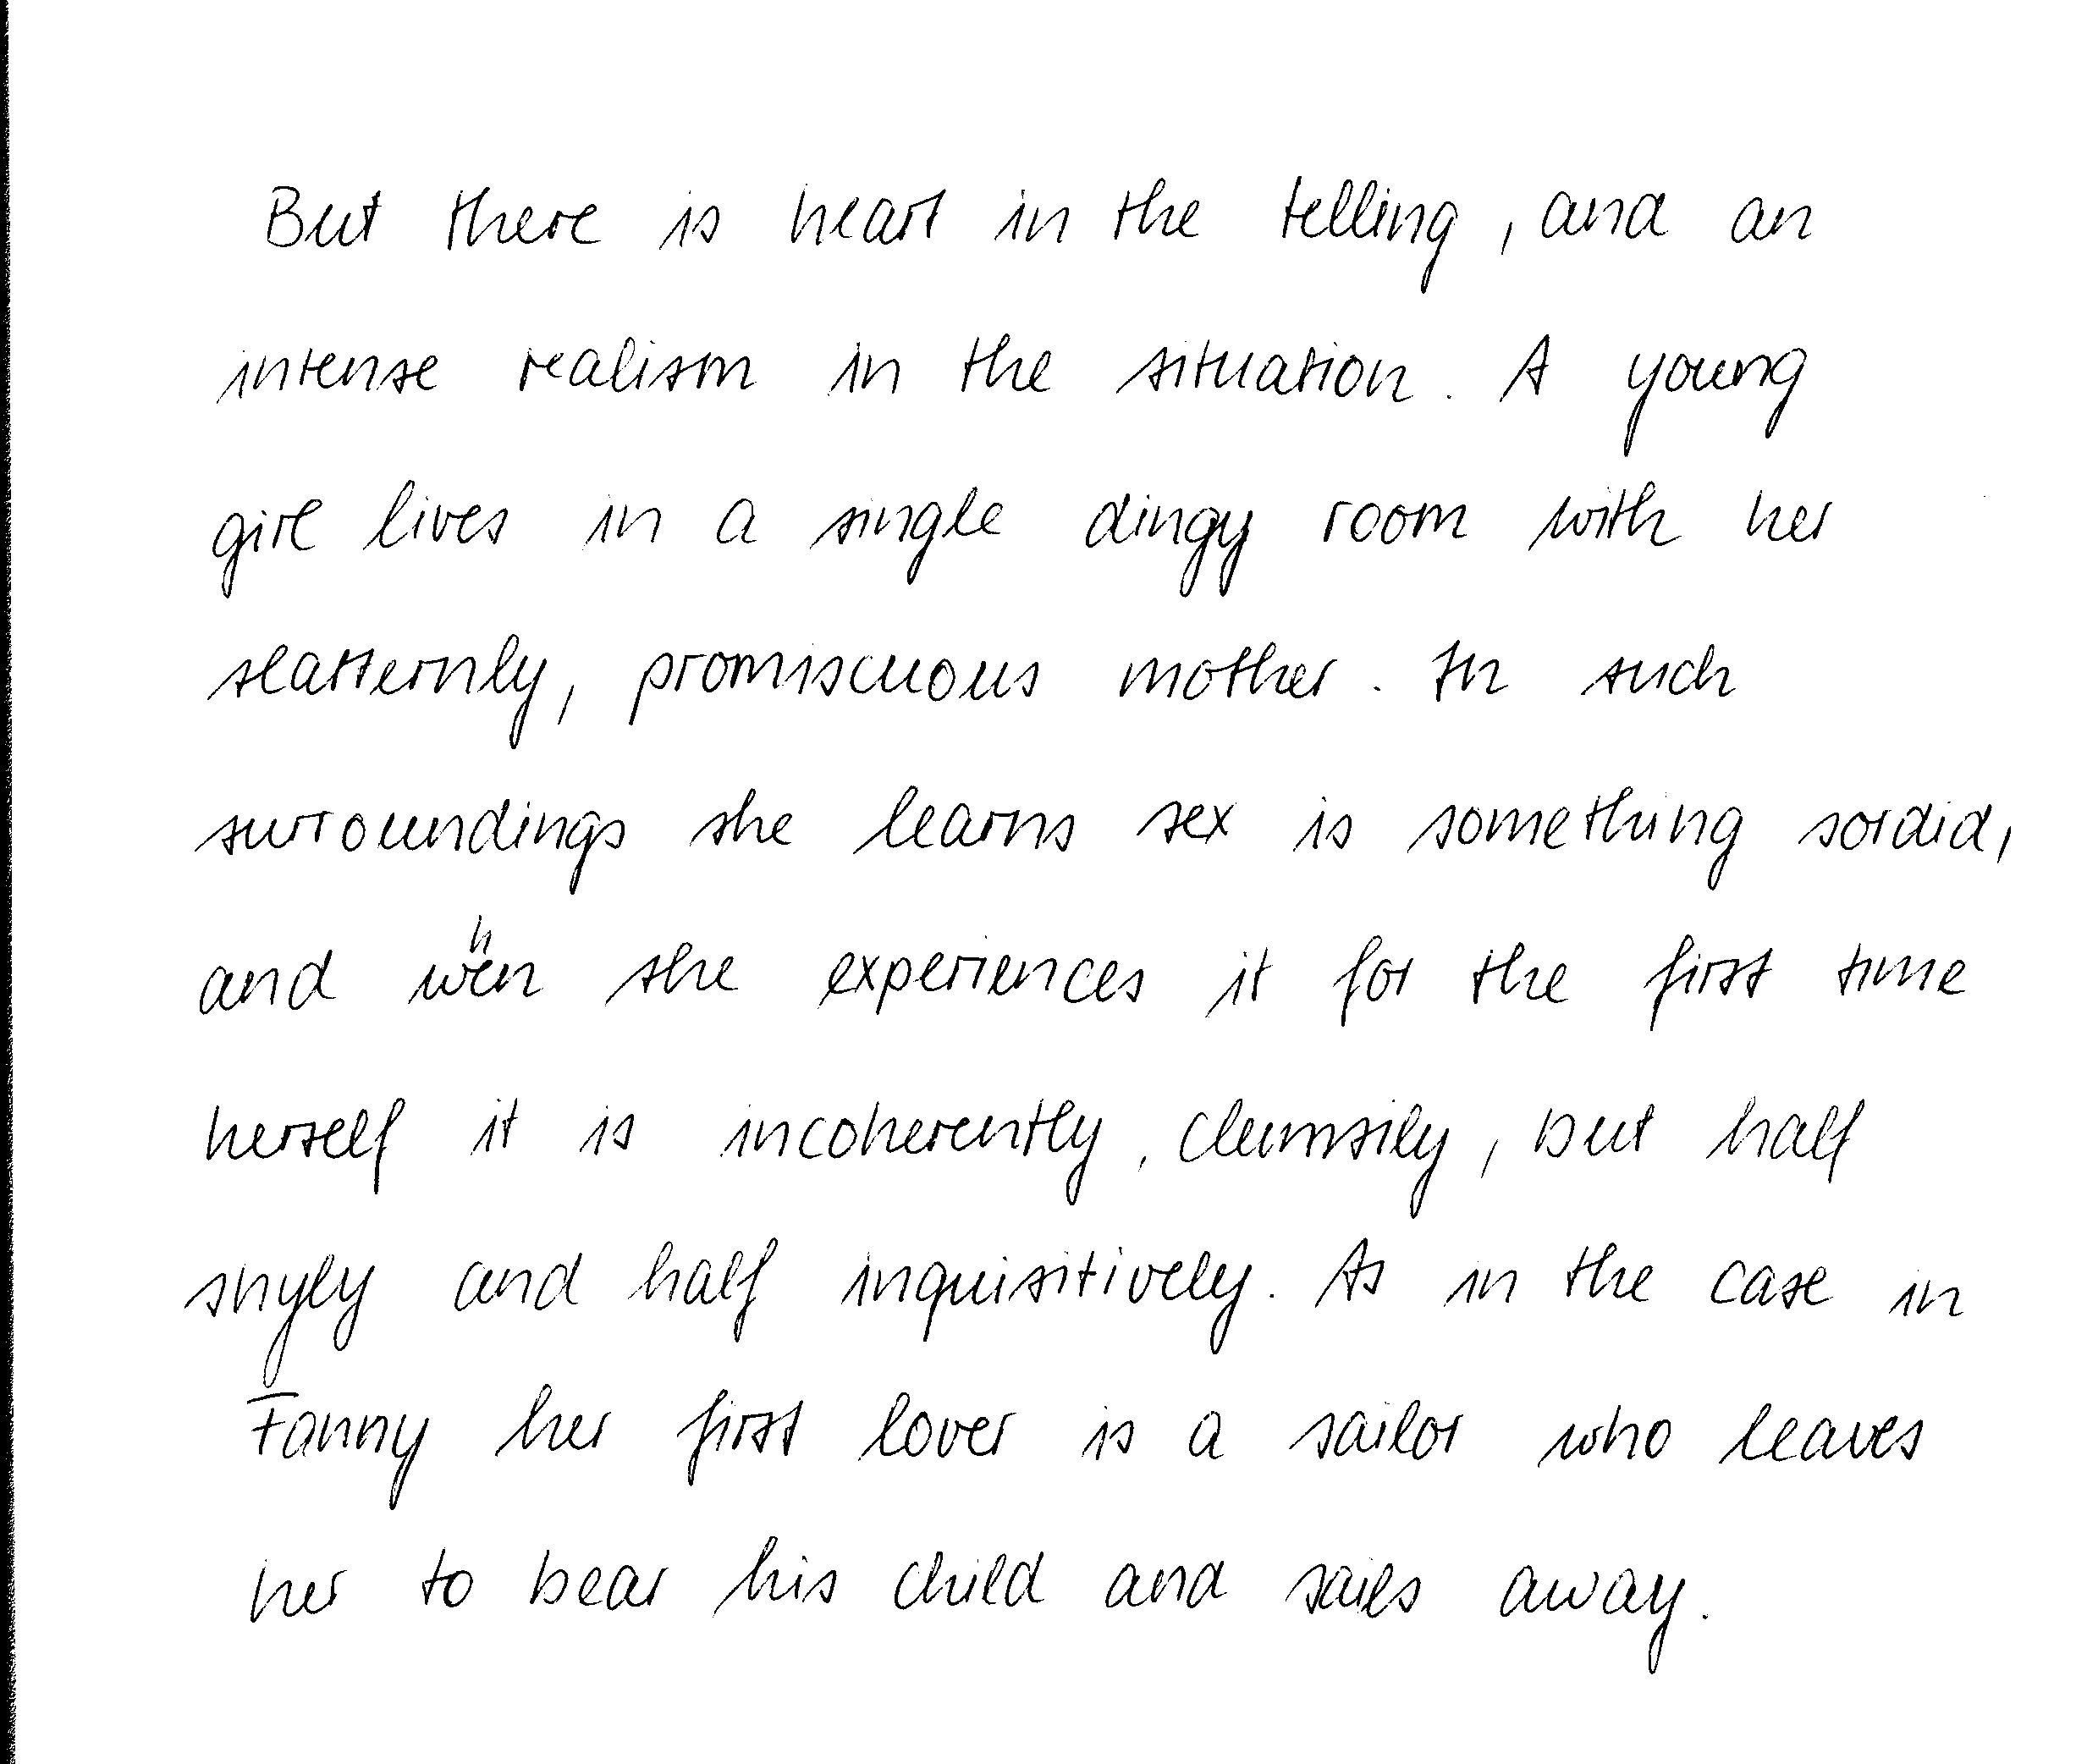 But there is heart in the telling, and an
intense realism in the situation. A young
girl lives in a single dingy room with her
slatternly, promiscuous mother. In such
surroundings she learns sex is something sordid,
and when she experiences it for the first time
herself it is incoherently, clumsily, but half
shyly and half inquisitively. As in the case in
Fanny her first lover is a sailor who leaves
her to bear his child and sails away.